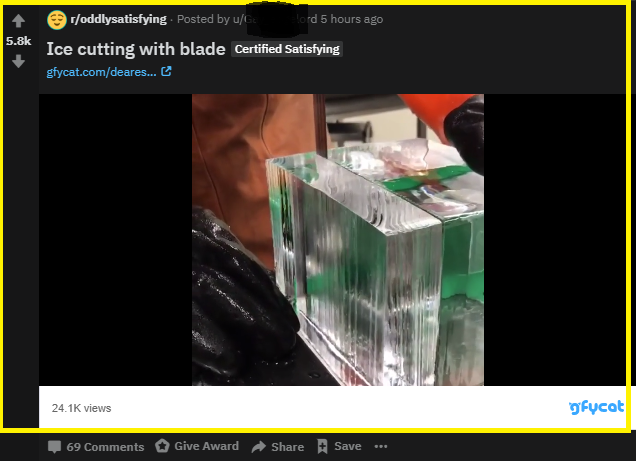 r/oddlysatisfying · Posted by 5 hours ago
5.8k
Ice cutting with blade Certified Satisfying
gfycat.com/deares...
24.1K views
gfycat
69 Comments Give Award Share Save ...